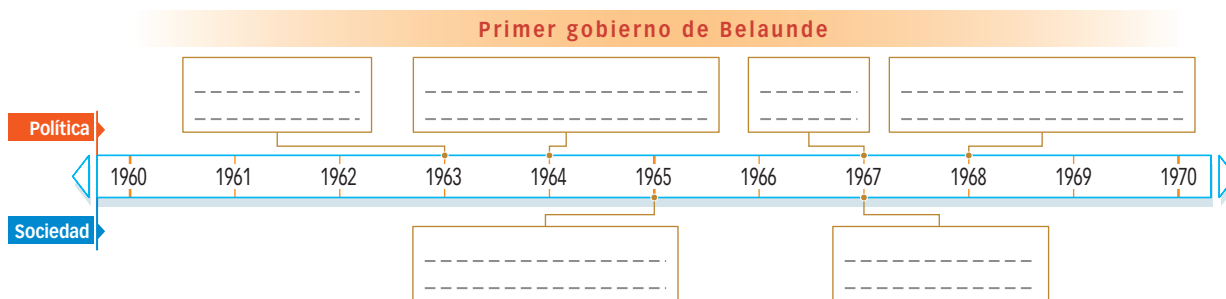 Primer gobierno de Belaunde
Política
1960 1961 1962 1963 1964 1965 1966 1967 1968 1969 1970
Sociedad